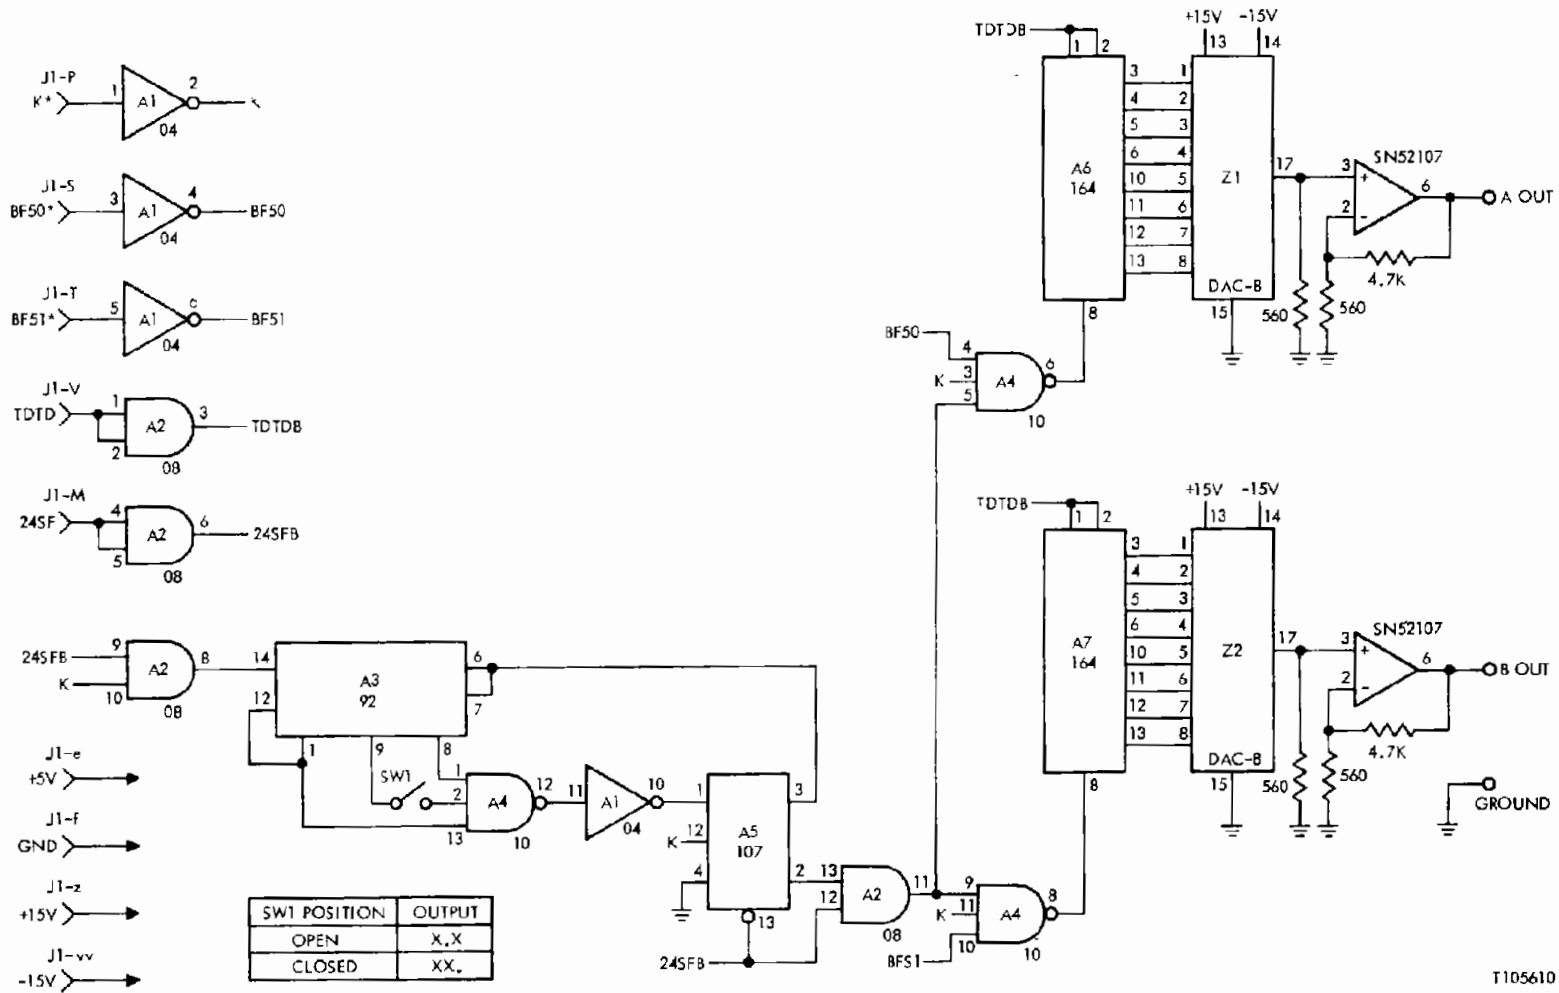 J1-P
K* 1 A1 2 K
04
J1-S
BF50* 3 A1 4 BF50
04
J1-T
BF51* 5 A1 6 BF51
04
J1-V
TDTD 1 2 A2 3 TDTDB
08
J1-M
24SF 4 5 A2 6 24SFB
08
24SFB 9
K 10
A2 8
08
14 12 A3 92 6 7
1 9 8
SW1
1 2 13 A4 12
10
11 A1 10
04
1 12 4 A5 107 3 2 13
K
24SFB
13 12 A2 11
08
J1-e
+5V
J1-f
GND
J1-z
+15V
J1-vv
-15V
SW1 POSITION OUTPUT
OPEN X.X
CLOSED XX.
BF50 4
K 3
5
A4 6
10
9
K 11
BFS1 10
A4 8
10
TDTDB 1 2
A6
164
8
3 1
4 2
5 3
6 4
10 5
11 6
12 7
13 8
+15V -15V
13 14
Z1
DAC-B
15
17
560
560
3 +
2 -
SN52107
6
4.7K
A OUT
TDTDB 1 2
A7
164
8
3 1
4 2
5 3
6 4
10 5
11 6
12 7
13 8
+15V -15V
13 14
Z2
DAC-B
15
17
560
560
3 +
2 -
SN52107
6
4.7K
B OUT
GROUND
T105610